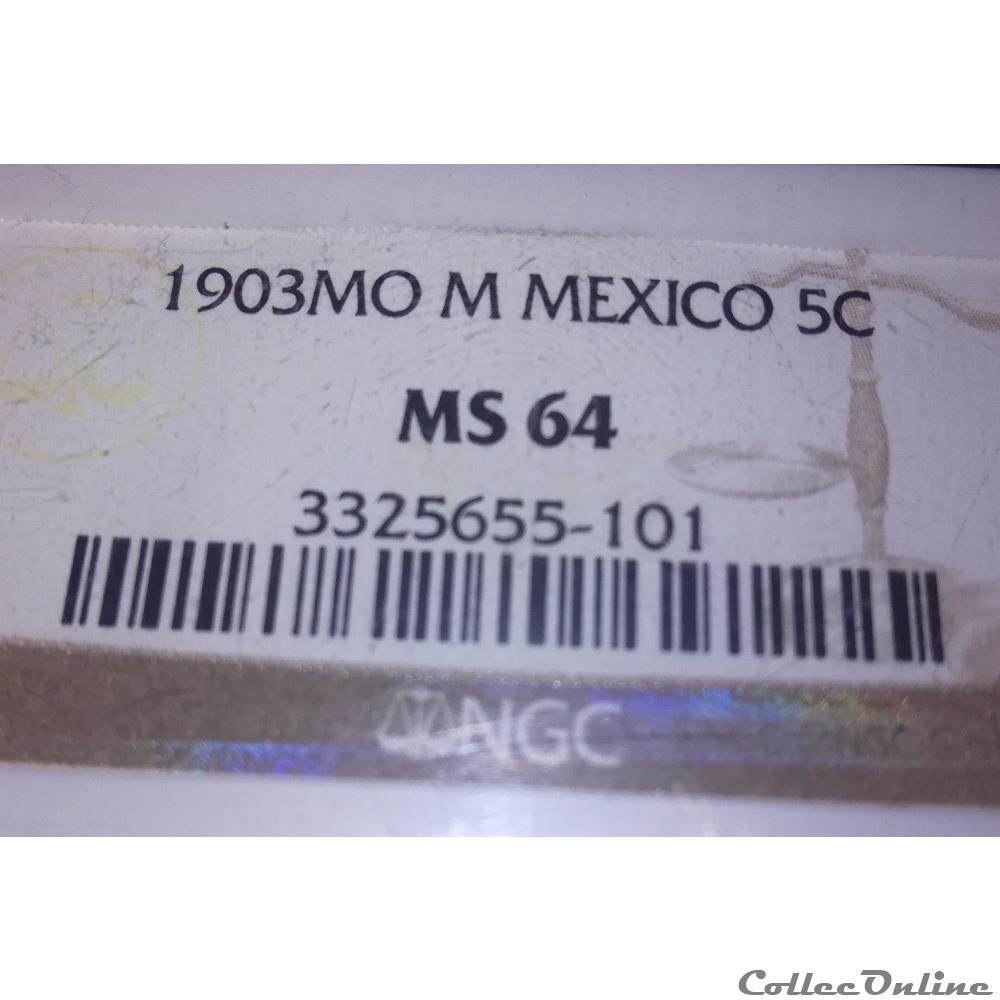 1903MO M MEXICO 5C
MS 64
3325655-101
NGC
CollecOnline